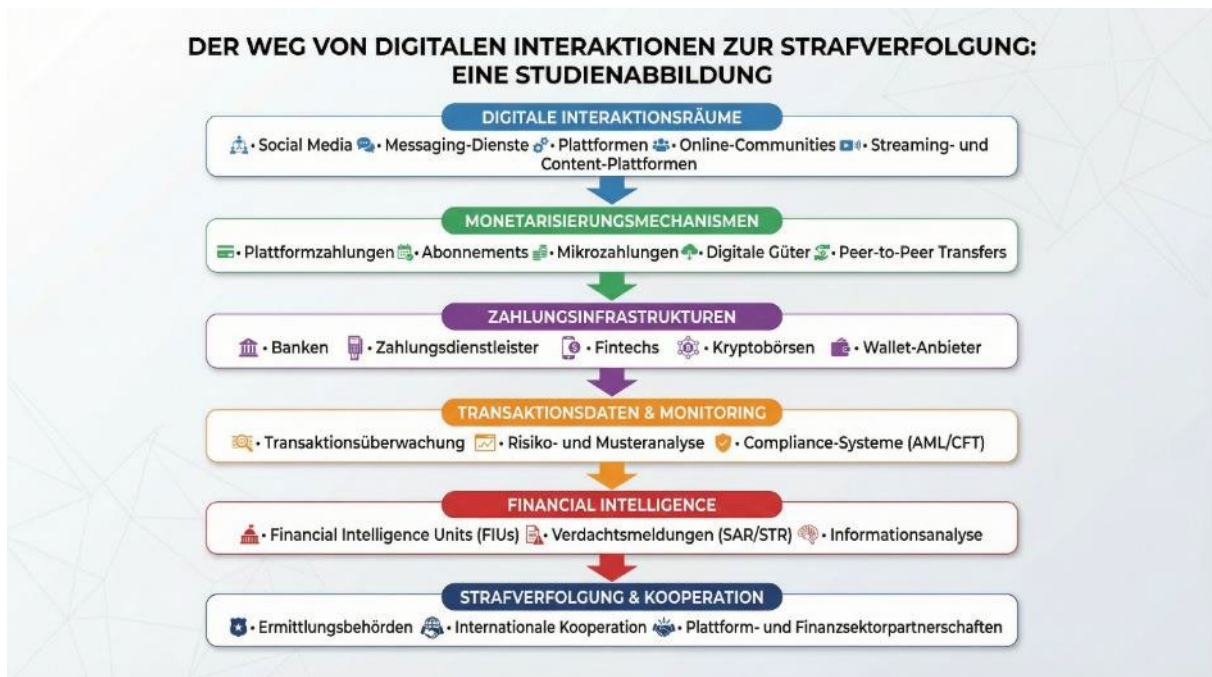 DER WEG VON DIGITALEN INTERAKTIONEN ZUR STRAFVERFOLGUNG:
EINE STUDIENABBILDUNG
DIGITALE INTERAKTIONSRÄUME
· Social Media · Messaging-Dienste · Plattformen · Online-Communities · Streaming- und
Content-Plattformen
MONETARISIERUNGSMECHANISMEN
· Plattformzahlungen · Abonnements · Mikrozahlungen · Digitale Güter · Peer-to-Peer Transfers
ZAHLUNGSINFRASTRUKTUREN
· Banken · Zahlungsdienstleister · Fintechs · Kryptobörsen · Wallet-Anbieter
TRANSAKTIONSDATEN & MONITORING
· Transaktionsüberwachung · Risiko- und Musteranalyse · Compliance-Systeme (AML/CFT)
FINANCIAL INTELLIGENCE
· Financial Intelligence Units (FIUs) · Verdachtsmeldungen (SAR/STR) · Informationsanalyse
STRAFVERFOLGUNG & KOOPERATION
· Ermittlungsbehörden · Internationale Kooperation · Plattform- und Finanzsektorpartnerschaften